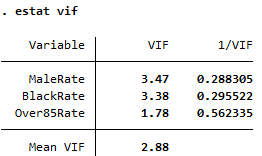 . estat vif
Variable VIF 1/VIF
MaleRate 3.47 0.288305
BlackRate 3.38 0.295522
Over85Rate 1.78 0.562335
Mean VIF 2.88